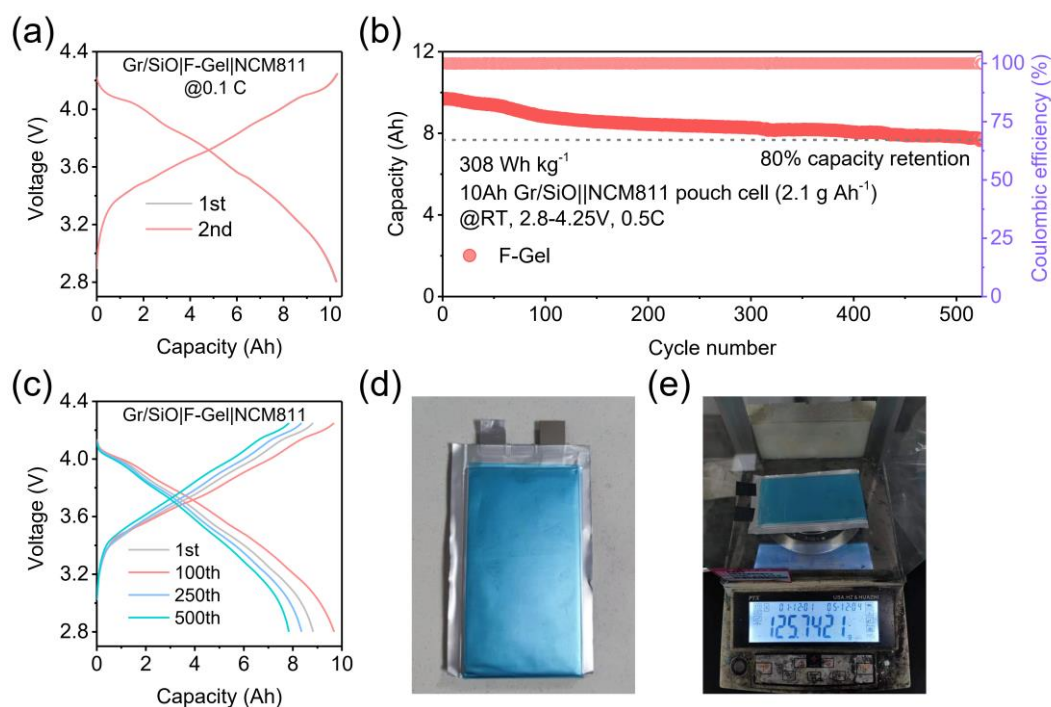 (a)
4.4
4.0
3.6
3.2
2.8
Voltage (V)
Gr/SiO|F-Gel|NCM811
@0.1 C
1st
2nd
0 2 4 6 8 10
Capacity (Ah)
(b)
12
8
4
0
Capacity (Ah)
308 Wh kg⁻¹
80% capacity retention
10Ah Gr/SiO||NCM811 pouch cell (2.1 g Ah⁻¹)
@RT, 2.8-4.25V, 0.5C
F-Gel
100
75
50
25
0
Coulombic efficiency (%)
0 100 200 300 400 500
Cycle number
(c)
4.4
4.0
3.6
3.2
2.8
Voltage (V)
Gr/SiO|F-Gel|NCM811
1st
100th
250th
500th
0 2 4 6 8 10
Capacity (Ah)
(d)
(e)
125.7421